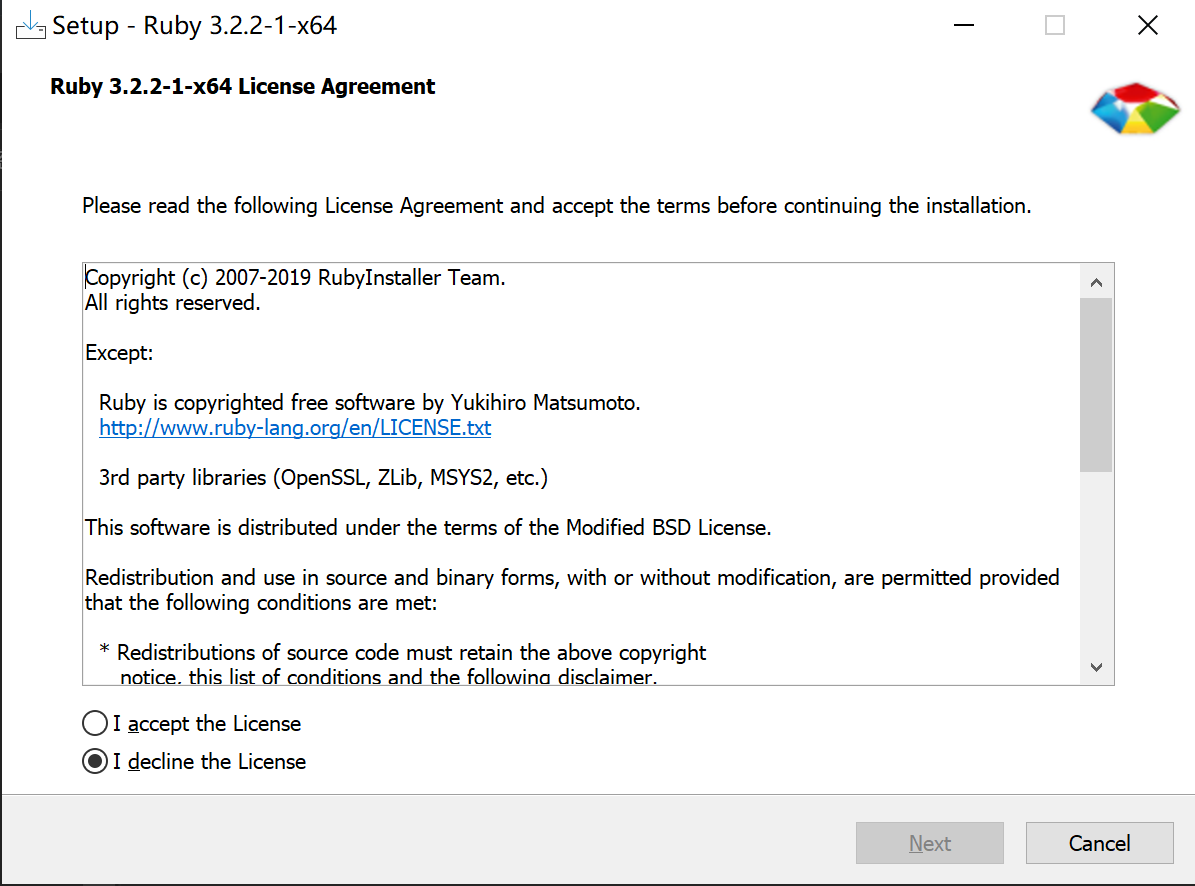 Setup - Ruby 3.2.2-1-x64
Ruby 3.2.2-1-x64 License Agreement
Please read the following License Agreement and accept the terms before continuing the installation.
Copyright (c) 2007-2019 RubyInstaller Team.
All rights reserved.
Except:
Ruby is copyrighted free software by Yukihiro Matsumoto.
http://www.ruby-lang.org/en/LICENSE.txt
3rd party libraries (OpenSSL, ZLib, MSYS2, etc.)
This software is distributed under the terms of the Modified BSD License.
Redistribution and use in source and binary forms, with or without modification, are permitted provided
that the following conditions are met:
* Redistributions of source code must retain the above copyright
notice, this list of conditions and the following disclaimer.
I accept the License
I decline the License
Next
Cancel